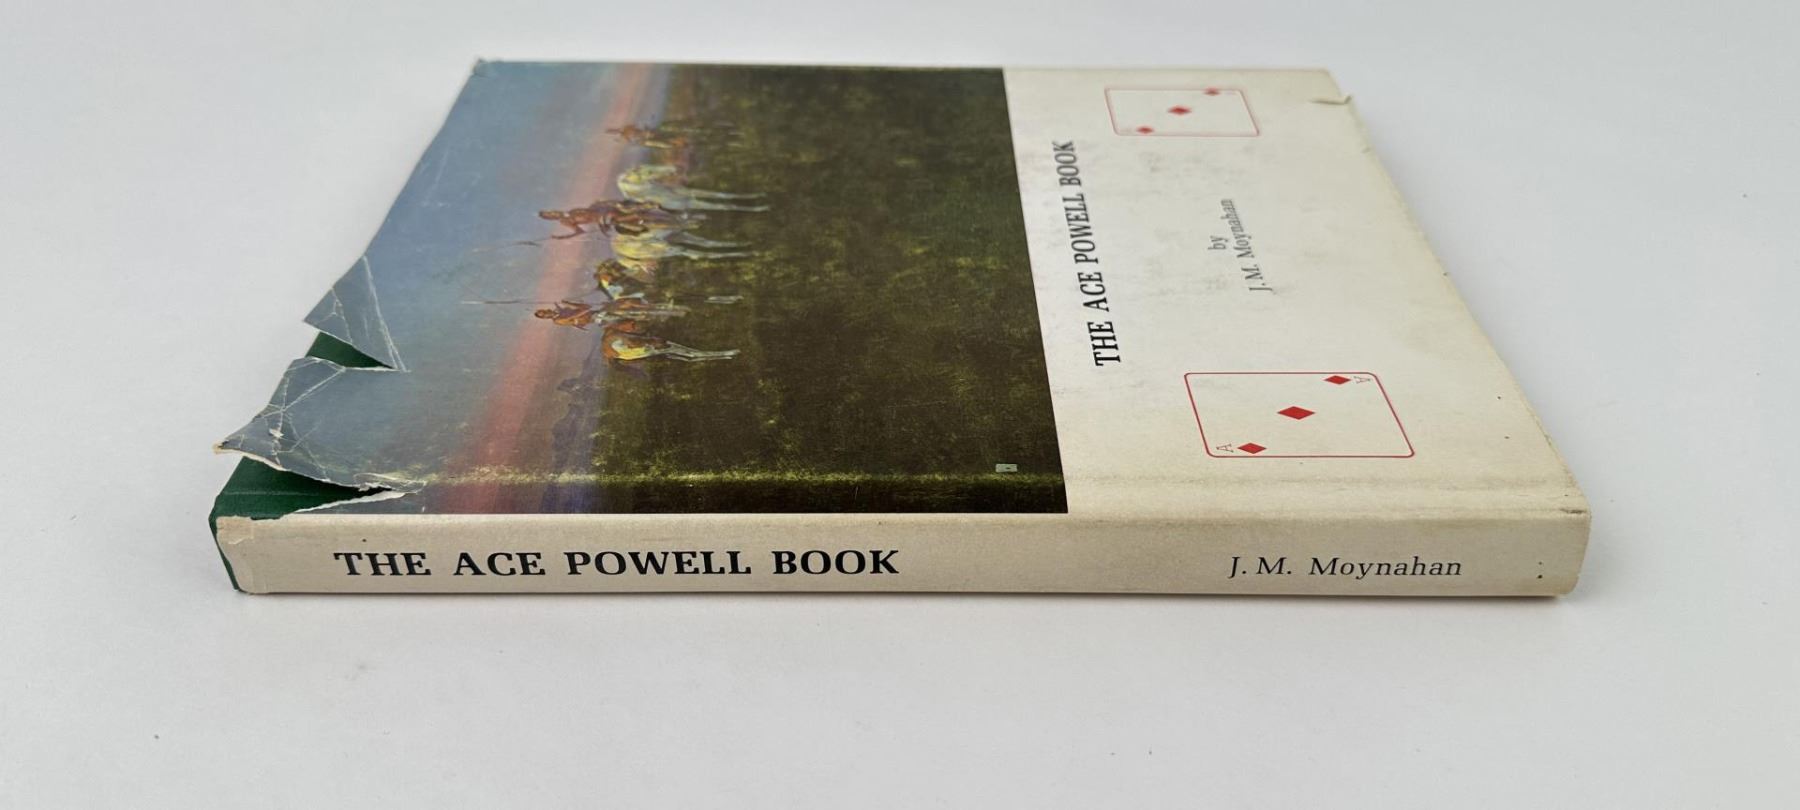 THE ACE POWELL BOOK
by
J.M. Moynahan
A
A
THE ACE POWELL BOOK
J. M. Moynahan